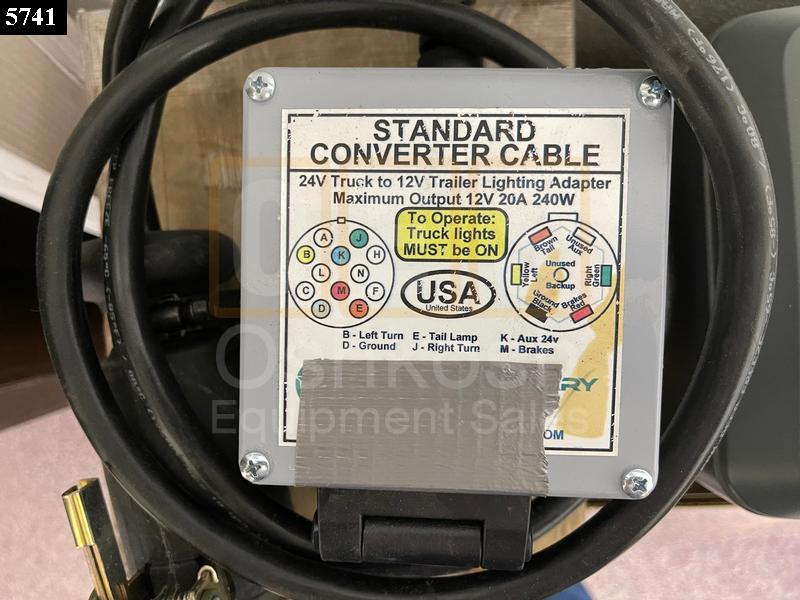 5741
STANDARD
CONVERTER CABLE
24V Truck to 12V Trailer Lighting Adapter
Maximum Output 12V 20A 240W
To Operate:
Truck lights
MUST be ON
A
J
B
K
H
L
N
C
M
F
D
E
USA
United States
Brown
Tail
Unused
Aux
Yellow
Left
Unused
Backup
Right
Green
Ground
Black
Brakes
Red
B - Left Turn E - Tail Lamp K - Aux 24v
D - Ground J - Right Turn M - Brakes
RY
OM
Oshkosh
Equipment Sales